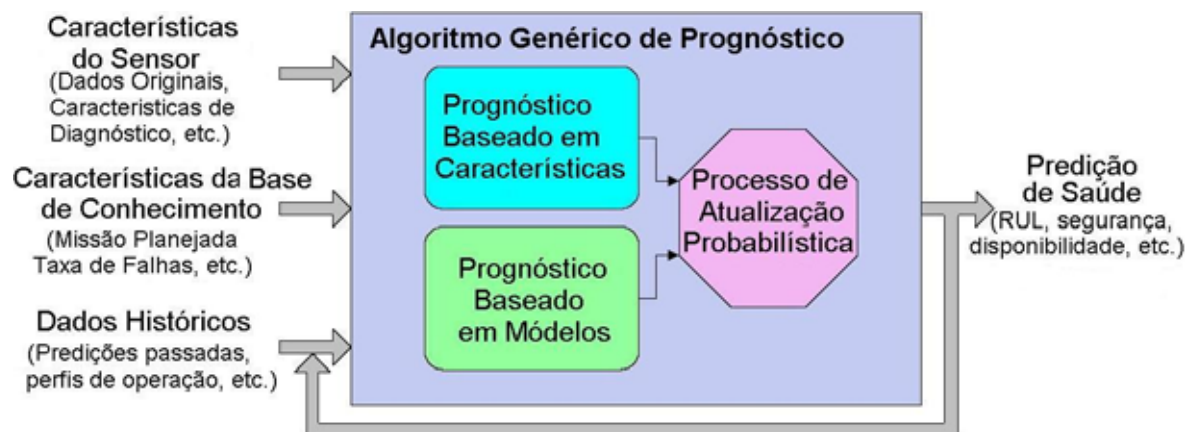 Características
do Sensor
(Dados Originais,
Caracteristicas de
Diagnóstico, etc.)
Características da Base
de Conhecimento
(Missão Planejada
Taxa de Falhas, etc.)
Dados Históricos
(Predições passadas,
perfis de operação, etc.)
Algoritmo Genérico de Prognóstico
Prognóstico
Baseado em
Características
Prognóstico
Baseado
em Módelos
Processo de
Atualização
Probabilística
Predição
de Saúde
(RUL, segurança,
disponibilidade, etc.)